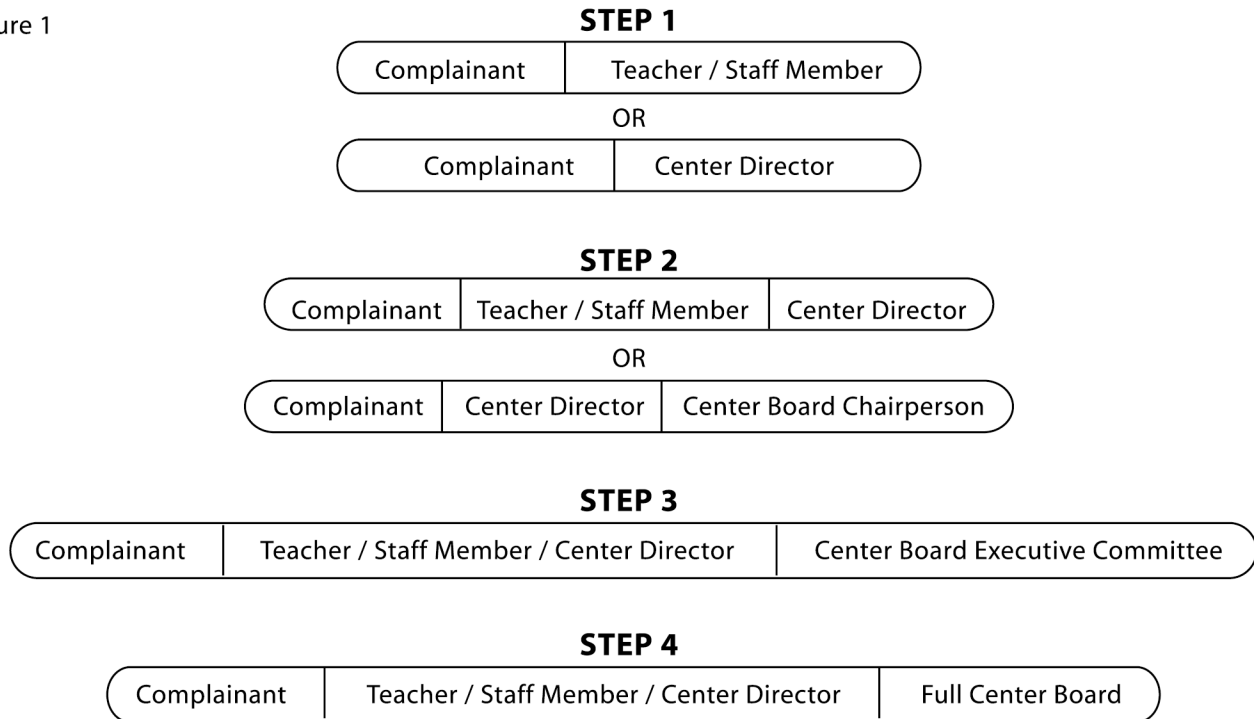 ure 1
STEP 1
Complainant Teacher / Staff Member
OR
Complainant Center Director
STEP 2
Complainant Teacher / Staff Member Center Director
OR
Complainant Center Director Center Board Chairperson
STEP 3
Complainant Teacher / Staff Member / Center Director Center Board Executive Committee
STEP 4
Complainant Teacher / Staff Member / Center Director Full Center Board